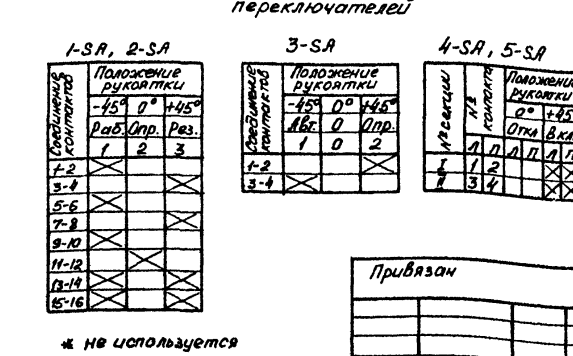 переключателей
1-SA, 2-SA
Соединение контактов
Положение рукоятки
-45° 0° +45°
Раб. Опр. Рез.
1 2 3
1-2
3-4
5-6
7-8
9-10
11-12
13-14
15-16
* не используется
3-SA
Соединение контактов
Положение рукоятки
-45° 0° +45°
Авт. 0 Опр.
1 0 2
1-2
3-4
4-SA, 5-SA
№ секции
№ контакта
Положение
рукоятки
0° +45
Откл Вкл
Л П Л П Л П
I 1 2
II 3 4
Привязан